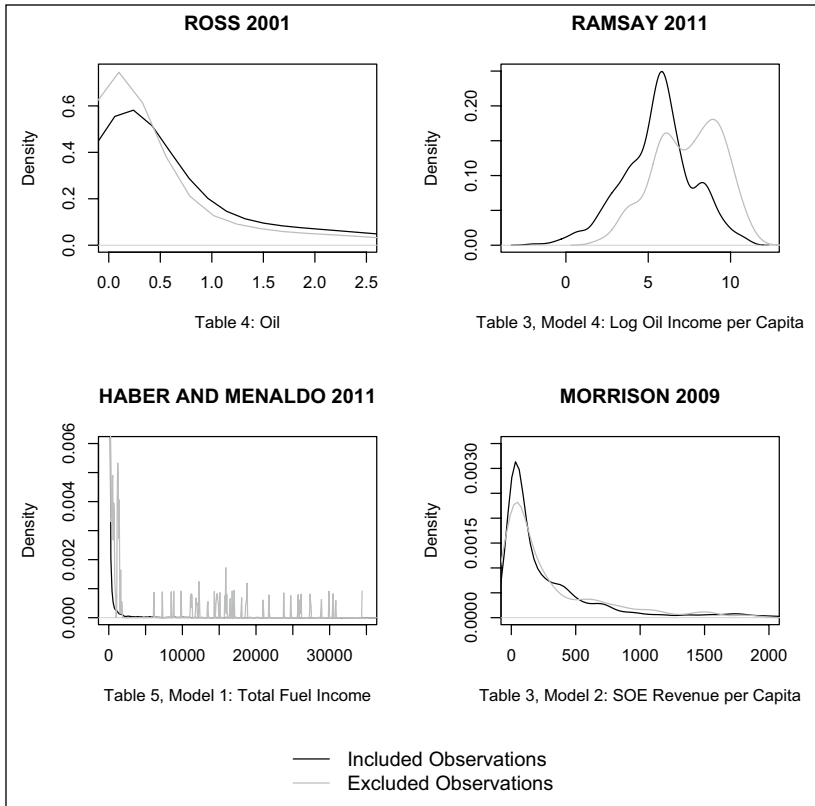 ROSS 2001
Density
0.0
0.2
0.4
0.6
0.0 0.5 1.0 1.5 2.0 2.5
Table 4: Oil
RAMSAY 2011
Density
0.00
0.10
0.20
0 5 10
Table 3, Model 4: Log Oil Income per Capita
HABER AND MENALDO 2011
Density
0.000
0.002
0.004
0.006
0 10000 20000 30000
Table 5, Model 1: Total Fuel Income
MORRISON 2009
Density
0.0000
0.0015
0.0030
0 500 1000 1500 2000
Table 3, Model 2: SOE Revenue per Capita
Included Observations
Excluded Observations